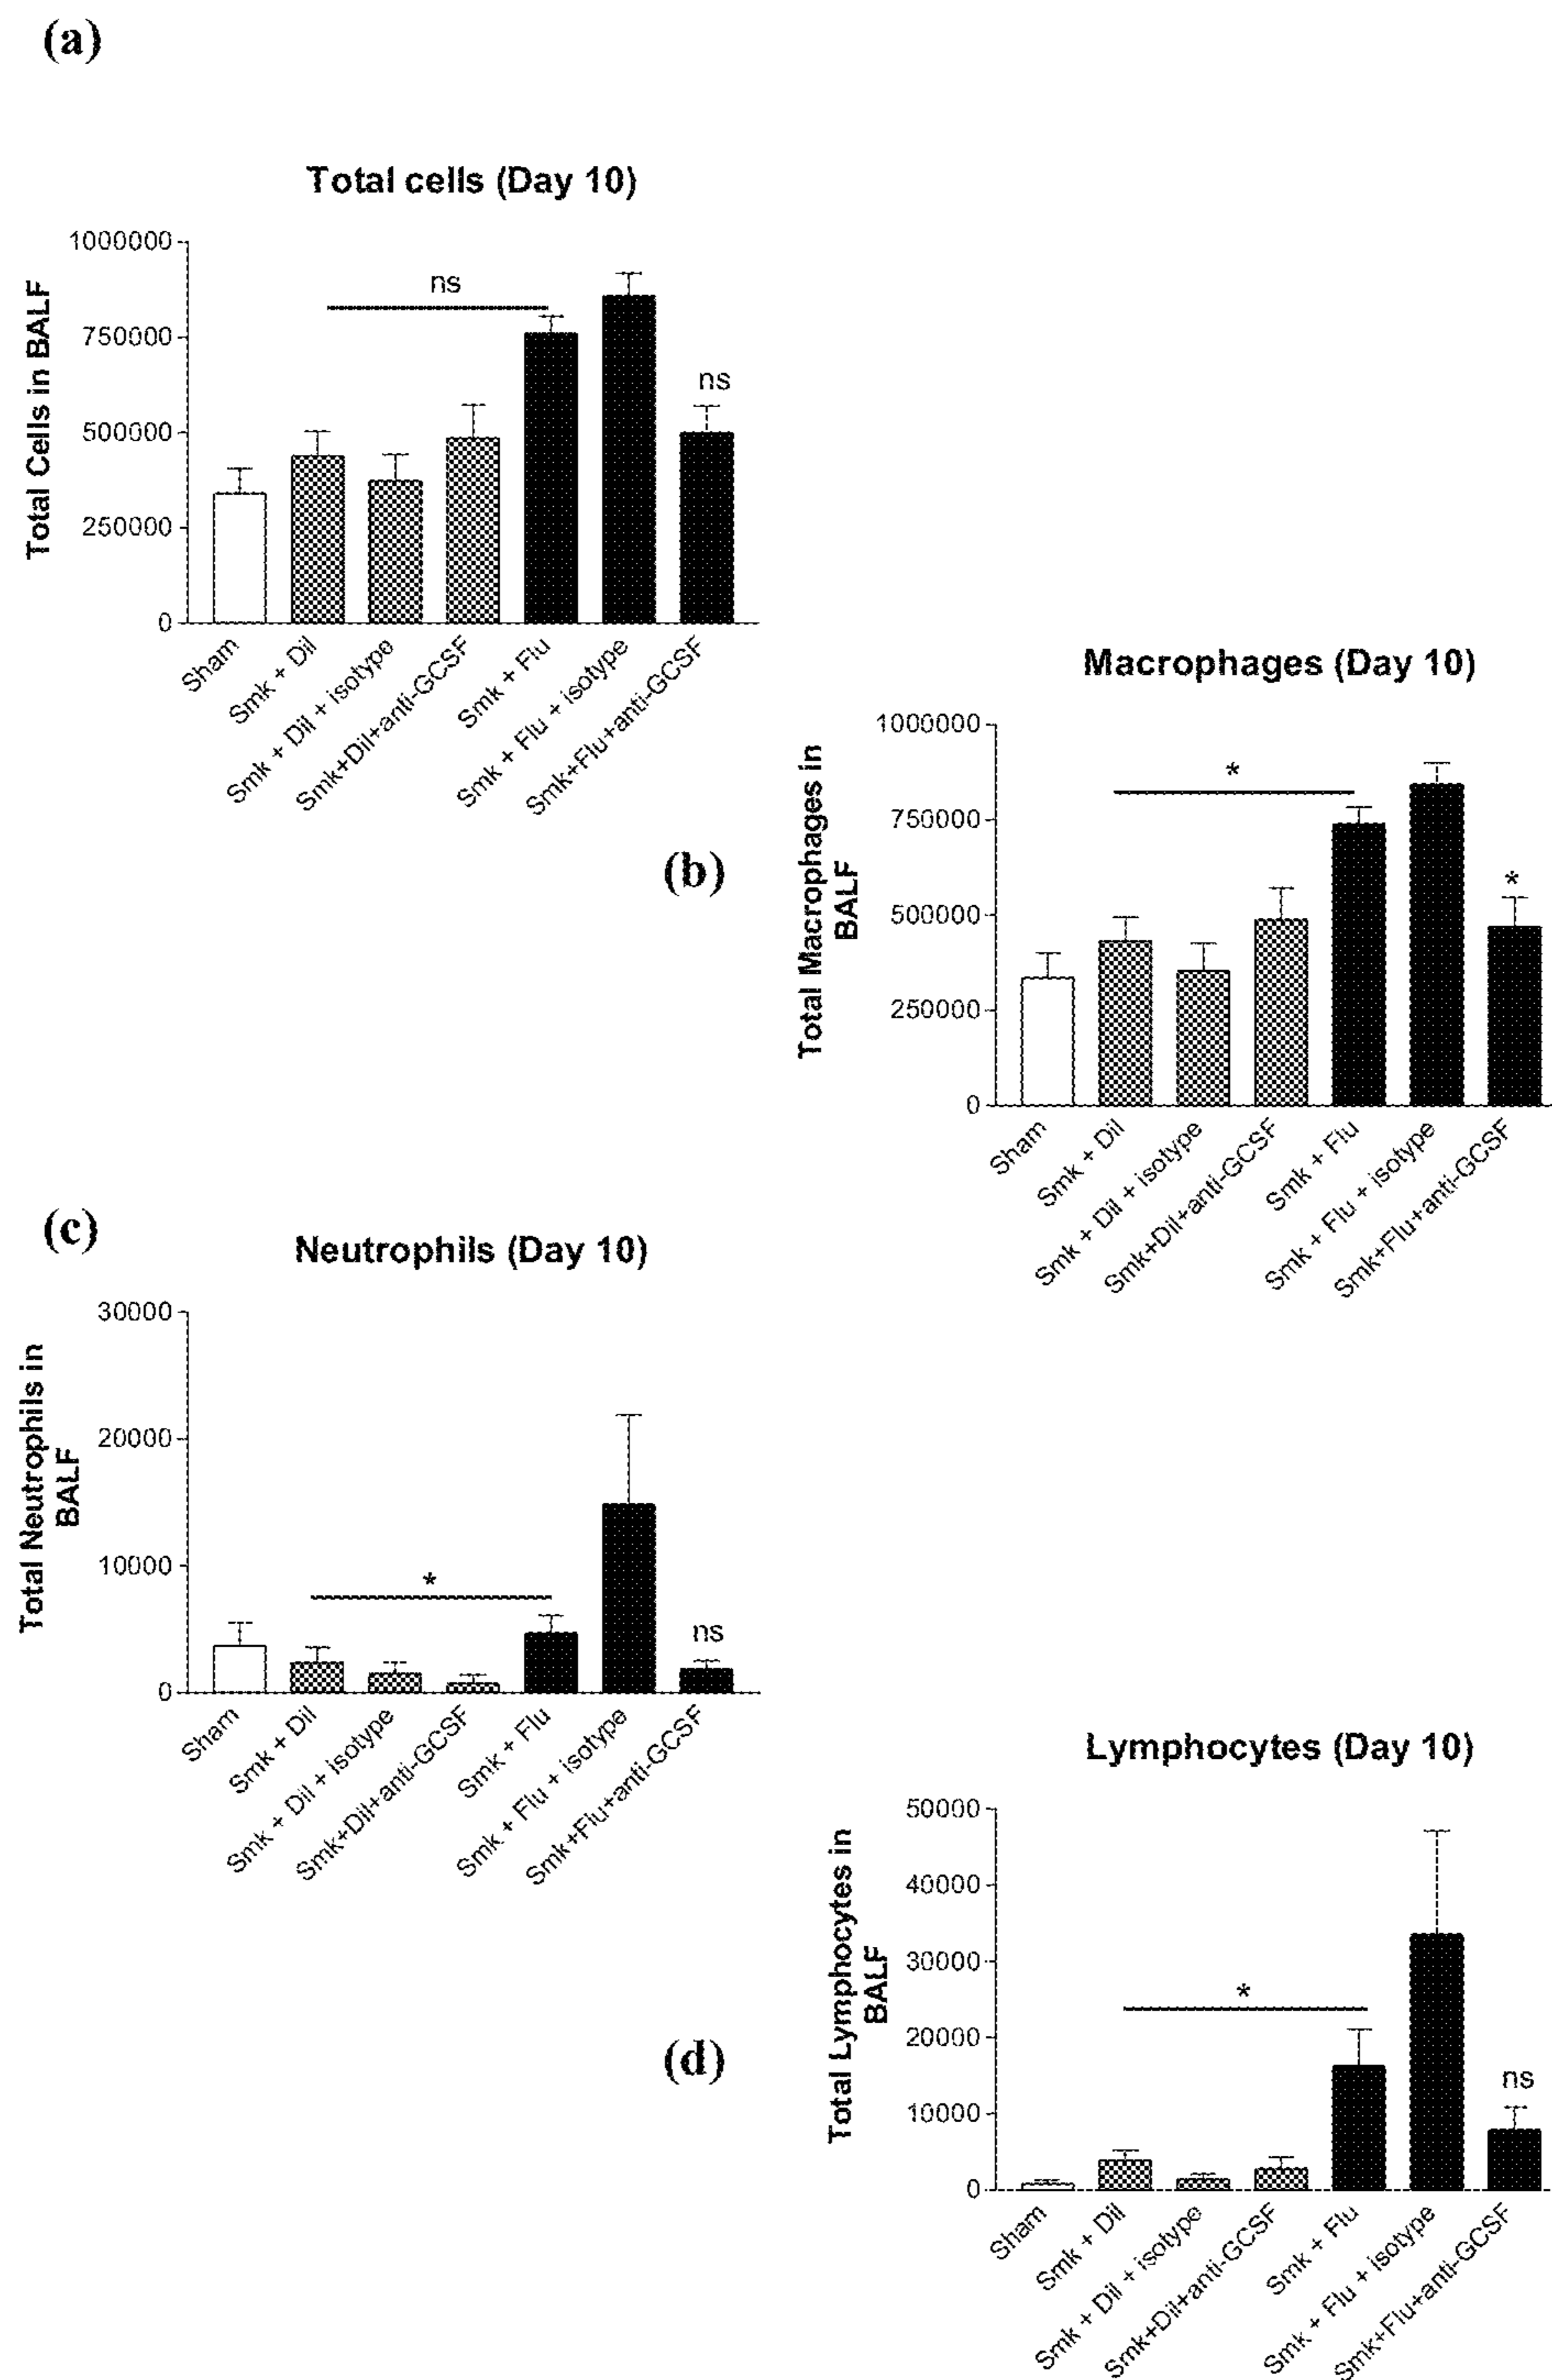 (a)
Total cells (Day 10)
Total Cells in BALF
1000000
750000
500000
250000
0
ns
ns
Sham
Smk + Dil
Smk + Dil + isotype
Smk+Dil+anti-GCSF
Smk + Flu
Smk + Flu + isotype
Smk+Flu+anti-GCSF
(b)
Macrophages (Day 10)
Total Macrophages in
BALF
1000000
750000
500000
250000
0
*
*
Sham
Smk + Dil
Smk + Dil + isotype
Smk+Dil+anti-GCSF
Smk + Flu
Smk + Flu + isotype
Smk+Flu+anti-GCSF
(c)
Neutrophils (Day 10)
Total Neutrophils in
BALF
30000
20000
10000
0
*
ns
Sham
Smk + Dil
Smk + Dil + isotype
Smk+Dil+anti-GCSF
Smk + Flu
Smk + Flu + isotype
Smk+Flu+anti-GCSF
(d)
Lymphocytes (Day 10)
Total Lymphocytes in
BALF
50000
40000
30000
20000
10000
0
*
ns
Sham
Smk + Dil
Smk + Dil + isotype
Smk+Dil+anti-GCSF
Smk + Flu
Smk + Flu + isotype
Smk+Flu+anti-GCSF